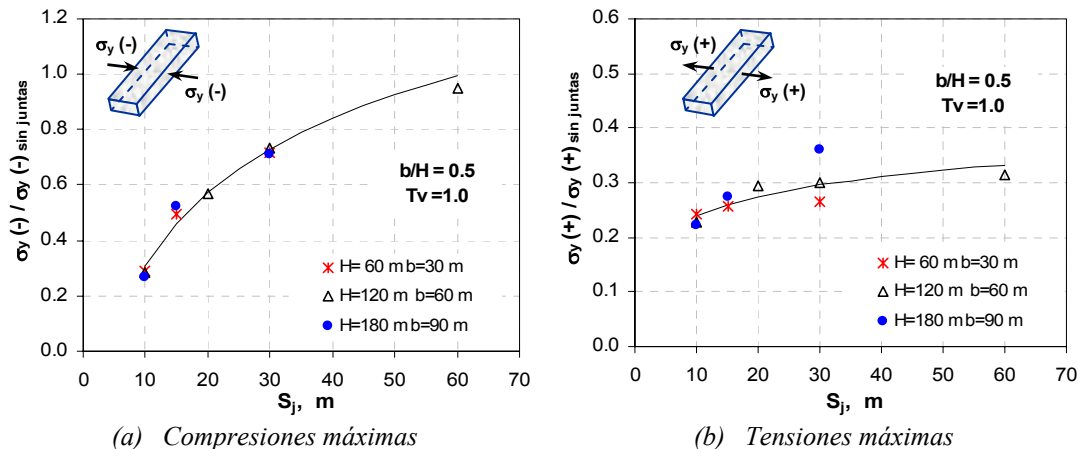 1.2
1.0
0.8
0.6
0.4
0.2
0.0
σy (-) / σy (-) sin juntas
σy (-)
σy (-)
b/H = 0.5
Tv =1.0
H= 60 m b=30 m
H=120 m b=60 m
H=180 m b=90 m
0 10 20 30 40 50 60 70
Sj, m
(a) Compresiones máximas
0.6
0.5
0.4
0.3
0.2
0.1
0.0
σy (+) / σy (+) sin juntas
σy (+)
σy (+)
b/H = 0.5
Tv =1.0
H= 60 m b=30 m
H=120 m b=60 m
H=180 m b=90 m
0 10 20 30 40 50 60 70
Sj, m
(b) Tensiones máximas